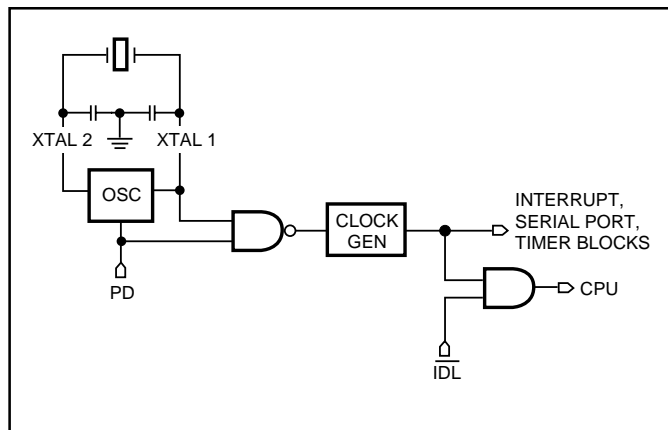 XTAL 2
XTAL 1
OSC
PD
CLOCK
GEN
INTERRUPT,
SERIAL PORT,
TIMER BLOCKS
CPU
IDL